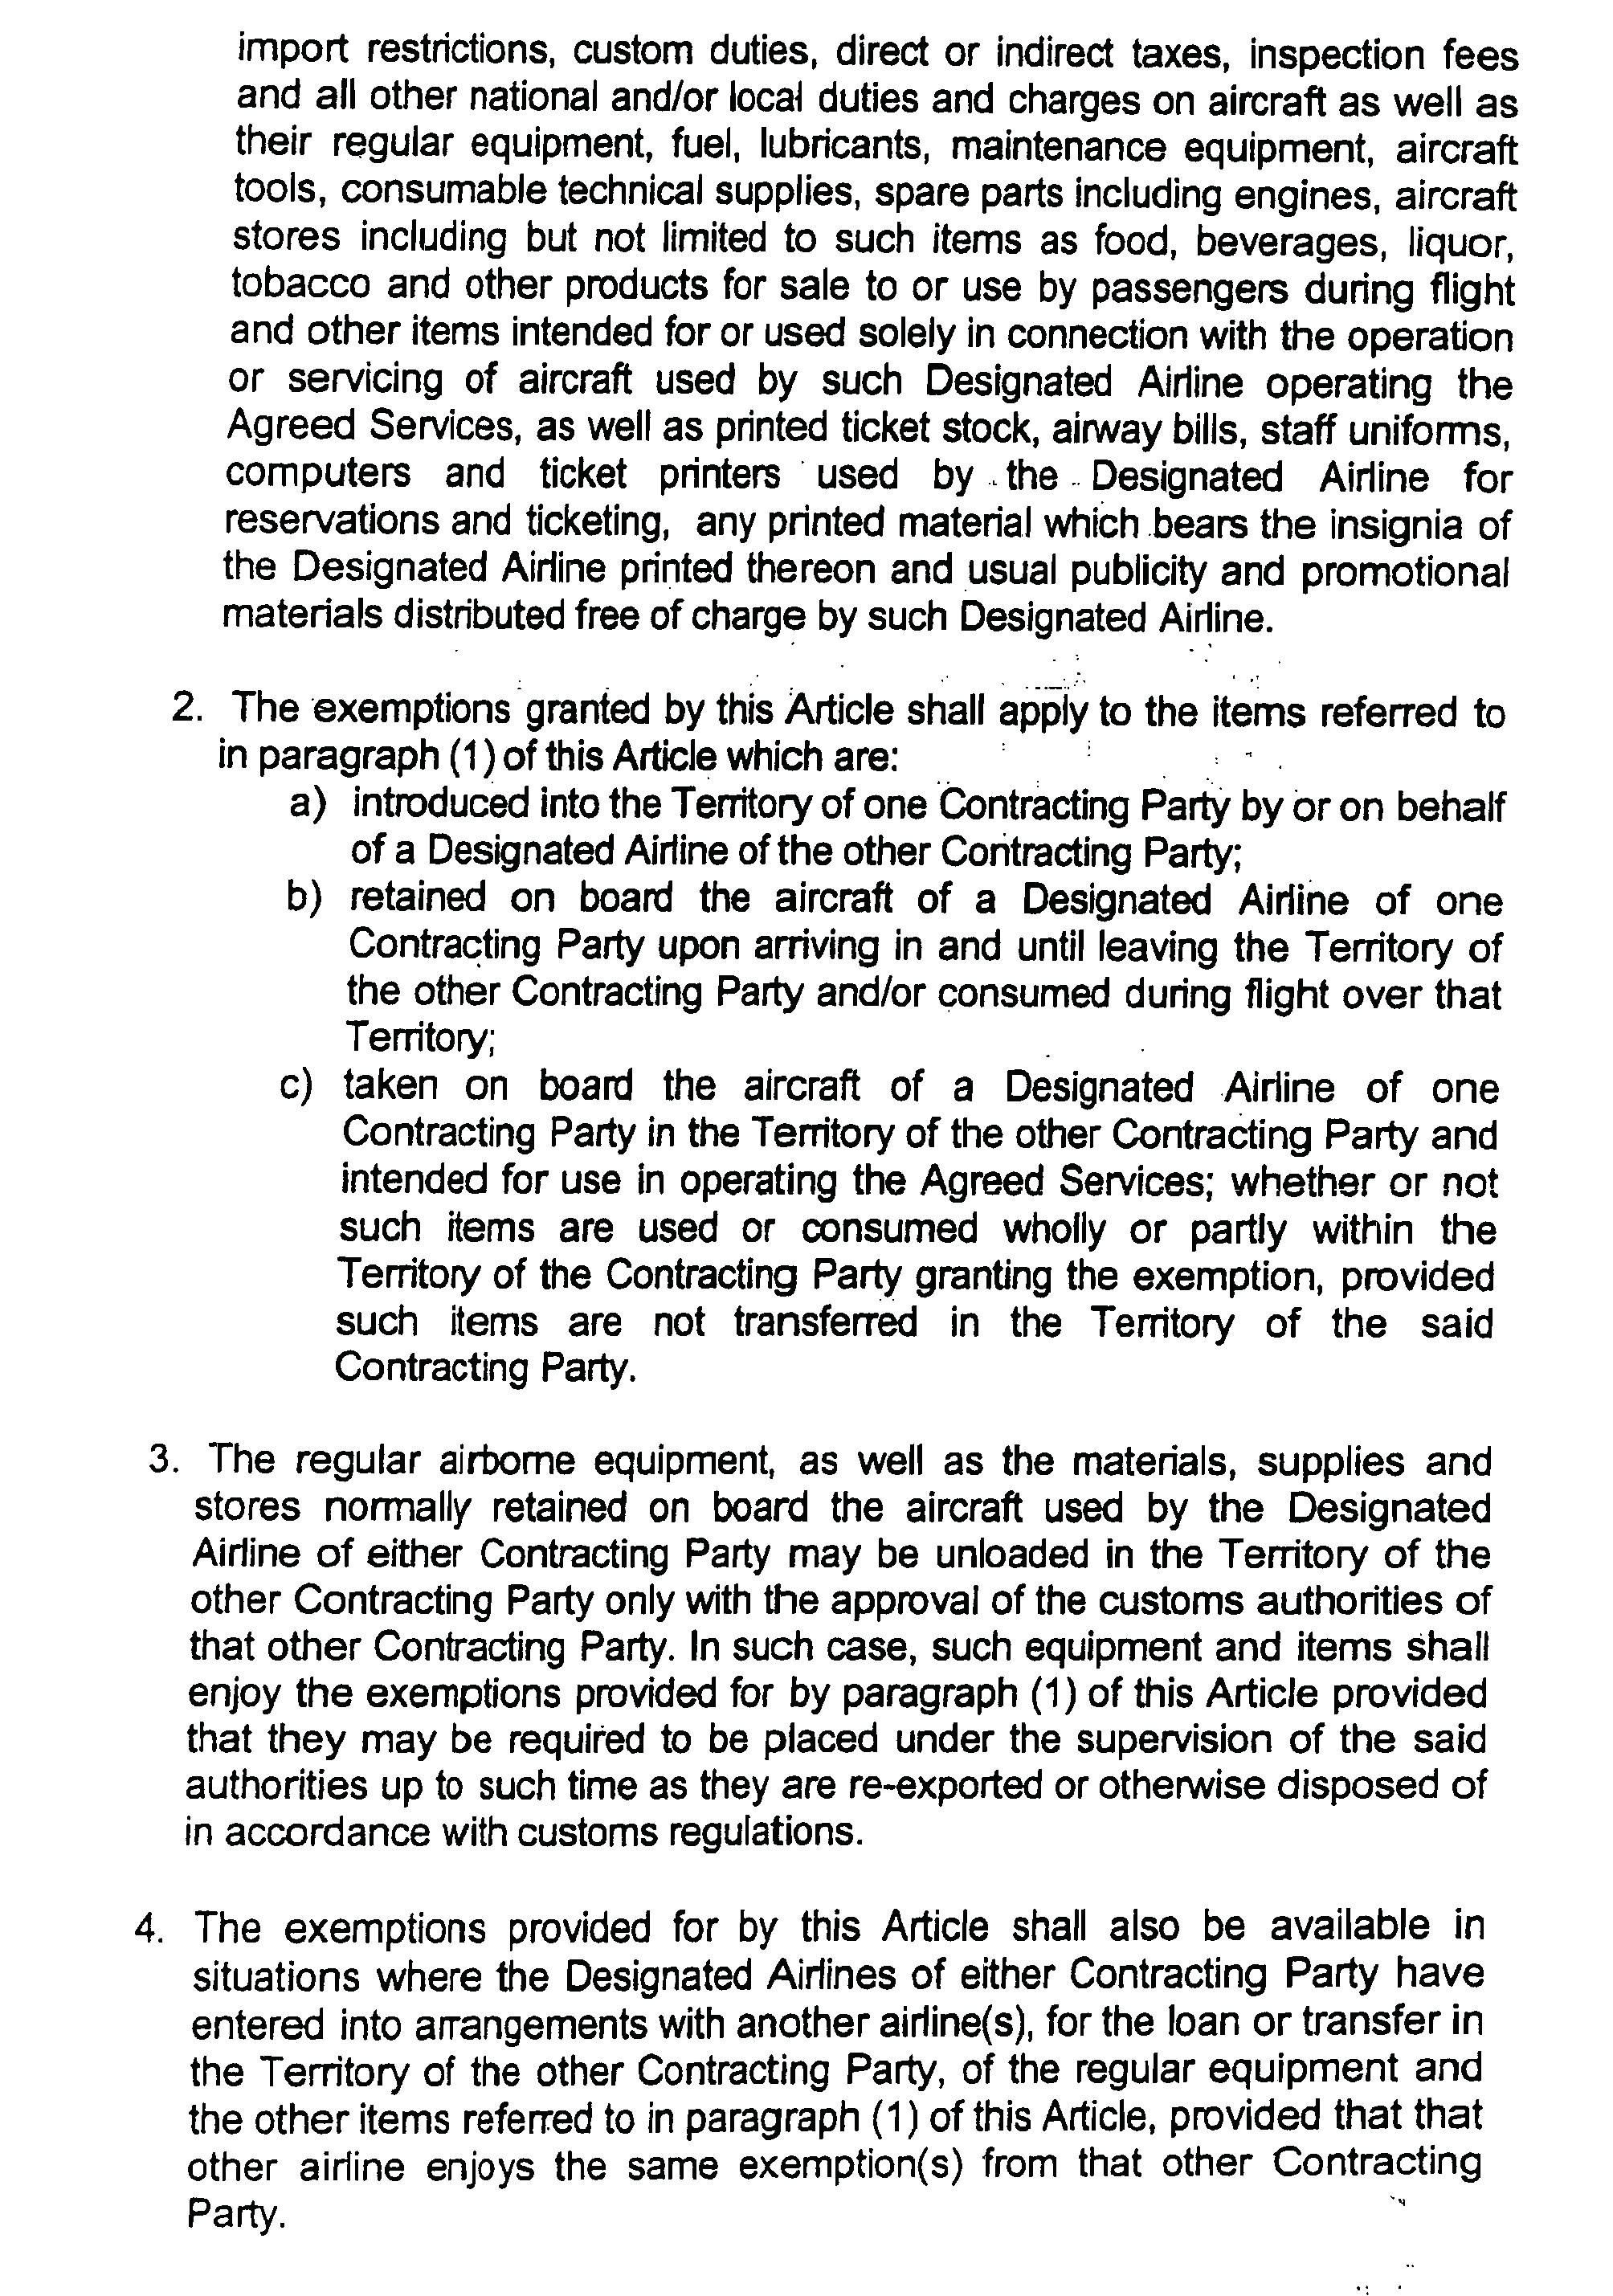 import restrictions, custom duties, direct or indirect taxes, inspection fees
and all other national and/or local duties and charges on aircraft as well as
their regular equipment, fuel, lubricants, maintenance equipment, aircraft
tools, consumable technical supplies, spare parts including engines, aircraft
stores including but not limited to such items as food, beverages, liquor,
tobacco and other products for sale to or use by passengers during flight
and other items intended for or used solely in connection with the operation
or servicing of aircraft used by such Designated Airline operating the
Agreed Services, as well as printed ticket stock, airway bills, staff uniforms,
computers and ticket printers used by the Designated Airline for
reservations and ticketing, any printed material which bears the insignia of
the Designated Airline printed thereon and usual publicity and promotional
materials distributed free of charge by such Designated Airline.
2. The exemptions granted by this Article shall apply to the items referred to
in paragraph (1) of this Article which are:
a) introduced into the Territory of one Contracting Party by or on behalf
of a Designated Airline of the other Contracting Party;
b) retained on board the aircraft of a Designated Airline of one
Contracting Party upon arriving in and until leaving the Territory of
the other Contracting Party and/or consumed during flight over that
Territory;
c) taken on board the aircraft of a Designated Airline of one
Contracting Party in the Territory of the other Contracting Party and
intended for use in operating the Agreed Services; whether or not
such items are used or consumed wholly or partly within the
Territory of the Contracting Party granting the exemption, provided
such items are not transferred in the Territory of the said
Contracting Party.
3. The regular airborne equipment, as well as the materials, supplies and
stores normally retained on board the aircraft used by the Designated
Airline of either Contracting Party may be unloaded in the Territory of the
other Contracting Party only with the approval of the customs authorities of
that other Contracting Party. In such case, such equipment and items shall
enjoy the exemptions provided for by paragraph (1) of this Article provided
that they may be required to be placed under the supervision of the said
authorities up to such time as they are re-exported or otherwise disposed of
in accordance with customs regulations.
4. The exemptions provided for by this Article shall also be available in
situations where the Designated Airlines of either Contracting Party have
entered into arrangements with another airline(s), for the loan or transfer in
the Territory of the other Contracting Party, of the regular equipment and
the other items referred to in paragraph (1) of this Article, provided that that
other airline enjoys the same exemption(s) from that other Contracting
Party.